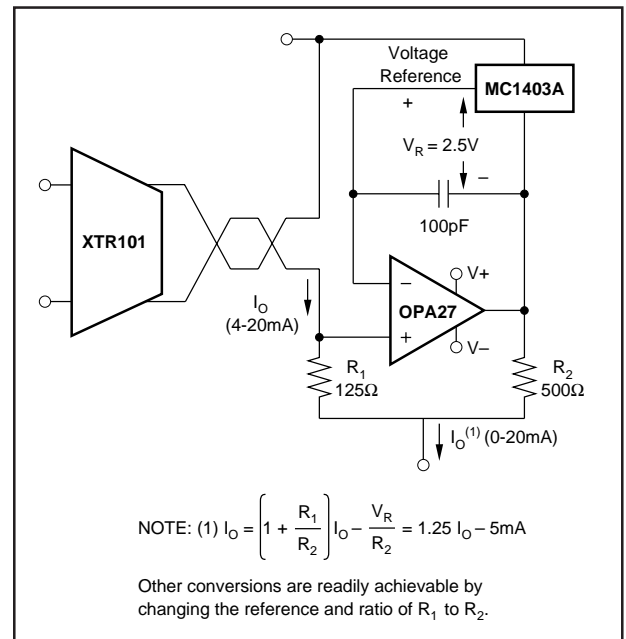 Voltage
Reference
MC1403A
+
V_R = 2.5V
−
100pF
XTR101
I_O
(4-20mA)
−
+
OPA27
V+
V−
R_1
125Ω
R_2
500Ω
I_O^(1) (0-20mA)
NOTE: (1) I_O = [1 + R_1/R_2] I_O − V_R/R_2 = 1.25 I_O − 5mA
Other conversions are readily achievable by
changing the reference and ratio of R_1 to R_2.